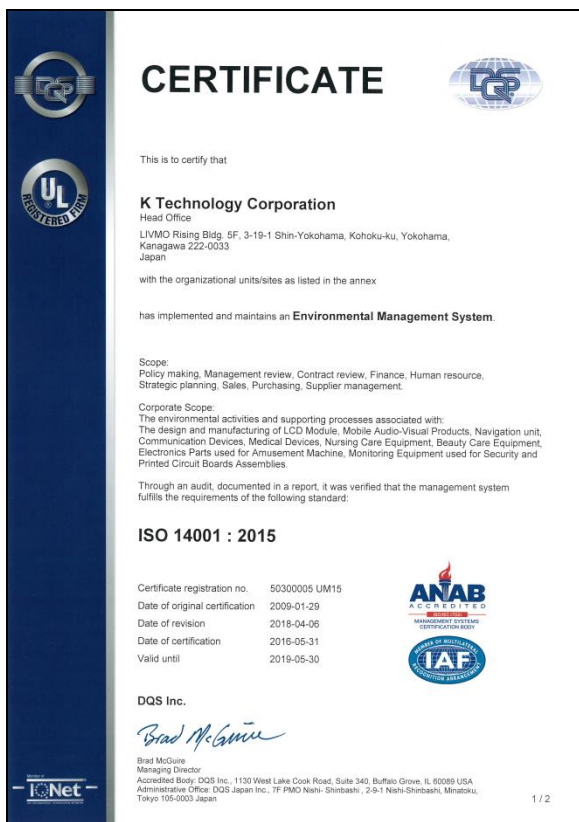 DQS
CERTIFICATE
DQS
UL
®
REGISTERED FIRM
This is to certify that
K Technology Corporation
Head Office
LIVMO Rising Bldg. 5F, 3-19-1 Shin-Yokohama, Kohoku-ku, Yokohama,
Kanagawa 222-0033
Japan
with the organizational units/sites as listed in the annex
has implemented and maintains an Environmental Management System.
Scope:
Policy making, Management review, Contract review, Finance, Human resource,
Strategic planning, Sales, Purchasing, Supplier management.
Corporate Scope:
The environmental activities and supporting processes associated with:
The design and manufacturing of LCD Module, Mobile Audio-Visual Products, Navigation unit,
Communication Devices, Medical Devices, Nursing Care Equipment, Beauty Care Equipment,
Electronics Parts used for Amusement Machine, Monitoring Equipment used for Security and
Printed Circuit Boards Assemblies.
Through an audit, documented in a report, it was verified that the management system
fulfills the requirements of the following standard:
ISO 14001 : 2015
Certificate registration no. 50300005 UM15
Date of original certification 2009-01-29
Date of revision 2018-04-06
Date of certification 2016-05-31
Valid until 2019-05-30
ANAB
ACCREDITED
MANAGEMENT SYSTEMS
CERTIFICATION BODY
MEMBER OF MULTILATERAL
IAF
RECOGNITION ARRANGEMENT
DQS Inc.
Brad McGuire
Brad McGuire
Managing Director
Accredited Body: DQS Inc., 1130 West Lake Cook Road, Suite 340, Buffalo Grove, IL 60089 USA
Administrative Office: DQS Japan Inc., 7F PMO Nishi- Shinbashi , 2-9-1 Nishi-Shinbashi, Minatoku,
Tokyo 105-0003 Japan
1 / 2
Member of
IQNet